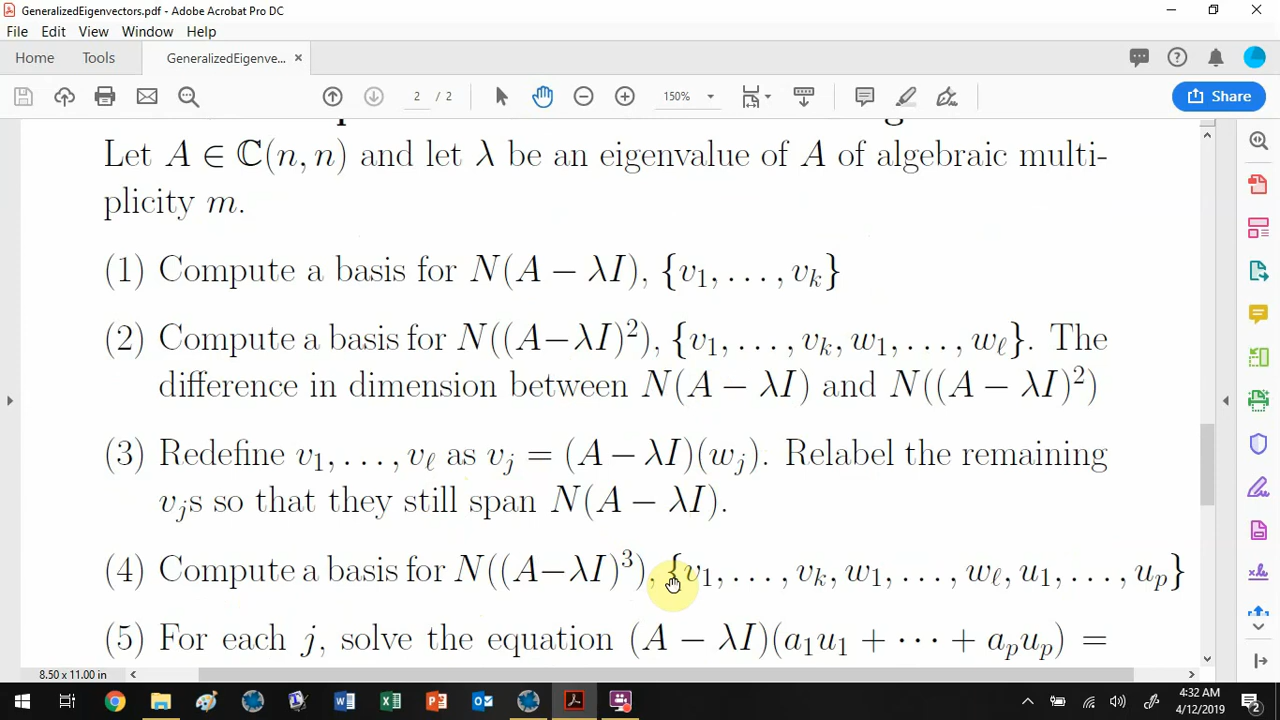 GeneralizedEigenvectors.pdf - Adobe Acrobat Pro DC
File Edit View Window Help
Home Tools GeneralizedEigenve... ×
2 / 2 150% Share
Let A ∈ ℂ(n, n) and let λ be an eigenvalue of A of algebraic multi-
plicity m.
(1) Compute a basis for N(A − λI), {v₁, . . . , vₖ}
(2) Compute a basis for N((A−λI)²), {v₁, . . . , vₖ, w₁, . . . , wℓ}. The
difference in dimension between N(A − λI) and N((A − λI)²)
(3) Redefine v₁, . . . , vℓ as vⱼ = (A − λI)(wⱼ). Relabel the remaining
vⱼs so that they still span N(A − λI).
(4) Compute a basis for N((A−λI)³), {v₁, . . . , vₖ, w₁, . . . , wℓ, u₁, . . . , uₚ}
(5) For each j, solve the equation (A − λI)(a₁u₁ + · · · + aₚuₚ) =
8.50 x 11.00 in
4:32 AM
4/12/2019
2